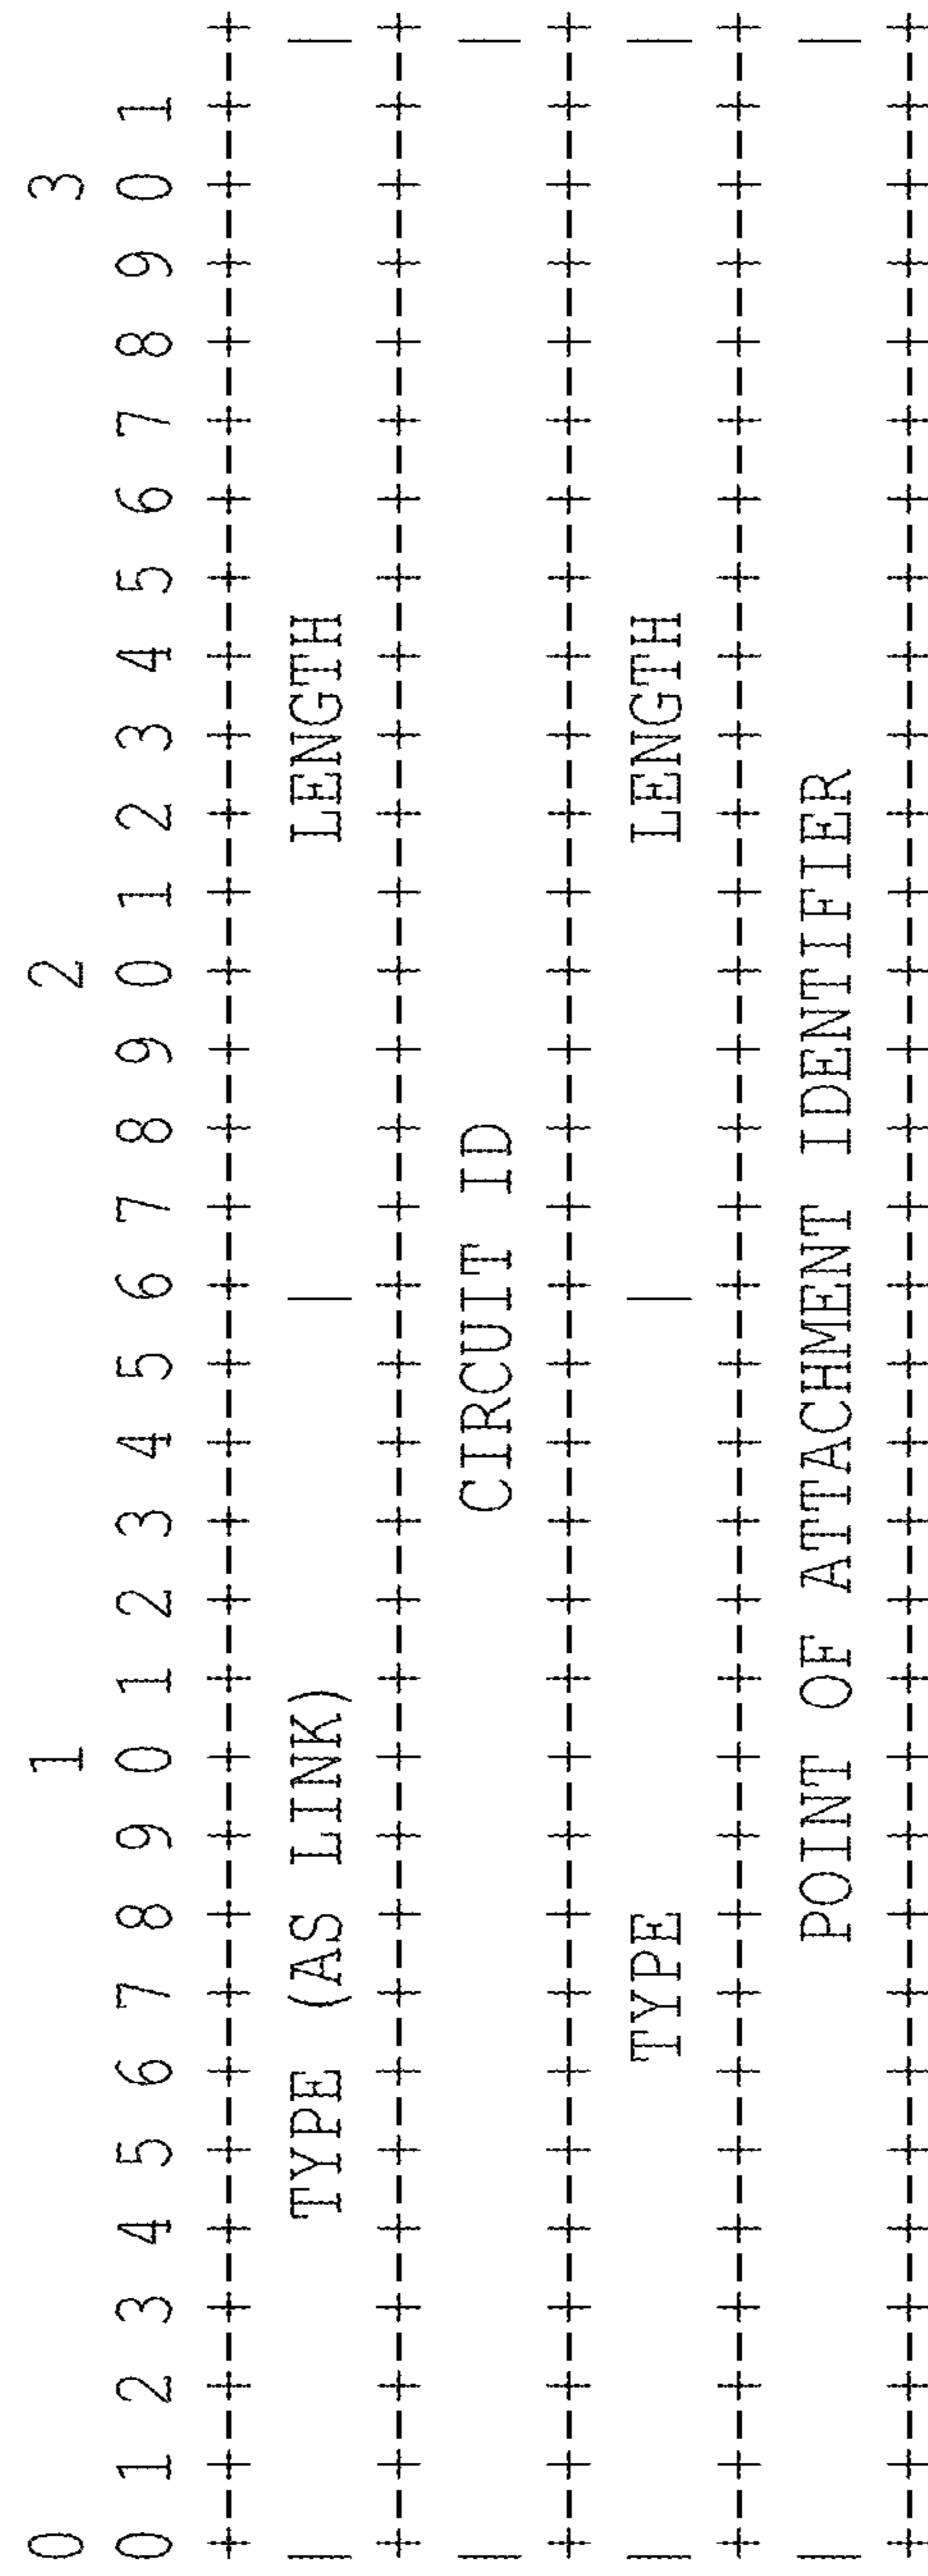 0                   1                   2                   3
0 1 2 3 4 5 6 7 8 9 0 1 2 3 4 5 6 7 8 9 0 1 2 3 4 5 6 7 8 9 0 1
+-+-+-+-+-+-+-+-+-+-+-+-+-+-+-+-+-+-+-+-+-+-+-+-+-+-+-+-+-+-+-+-+
|        TYPE (AS LINK)         |           LENGTH              |
+-+-+-+-+-+-+-+-+-+-+-+-+-+-+-+-+-+-+-+-+-+-+-+-+-+-+-+-+-+-+-+-+
|                          CIRCUIT ID                           |
+-+-+-+-+-+-+-+-+-+-+-+-+-+-+-+-+-+-+-+-+-+-+-+-+-+-+-+-+-+-+-+-+
|            TYPE               |           LENGTH              |
+-+-+-+-+-+-+-+-+-+-+-+-+-+-+-+-+-+-+-+-+-+-+-+-+-+-+-+-+-+-+-+-+
|               POINT OF ATTACHMENT IDENTIFIER                  |
+-+-+-+-+-+-+-+-+-+-+-+-+-+-+-+-+-+-+-+-+-+-+-+-+-+-+-+-+-+-+-+-+